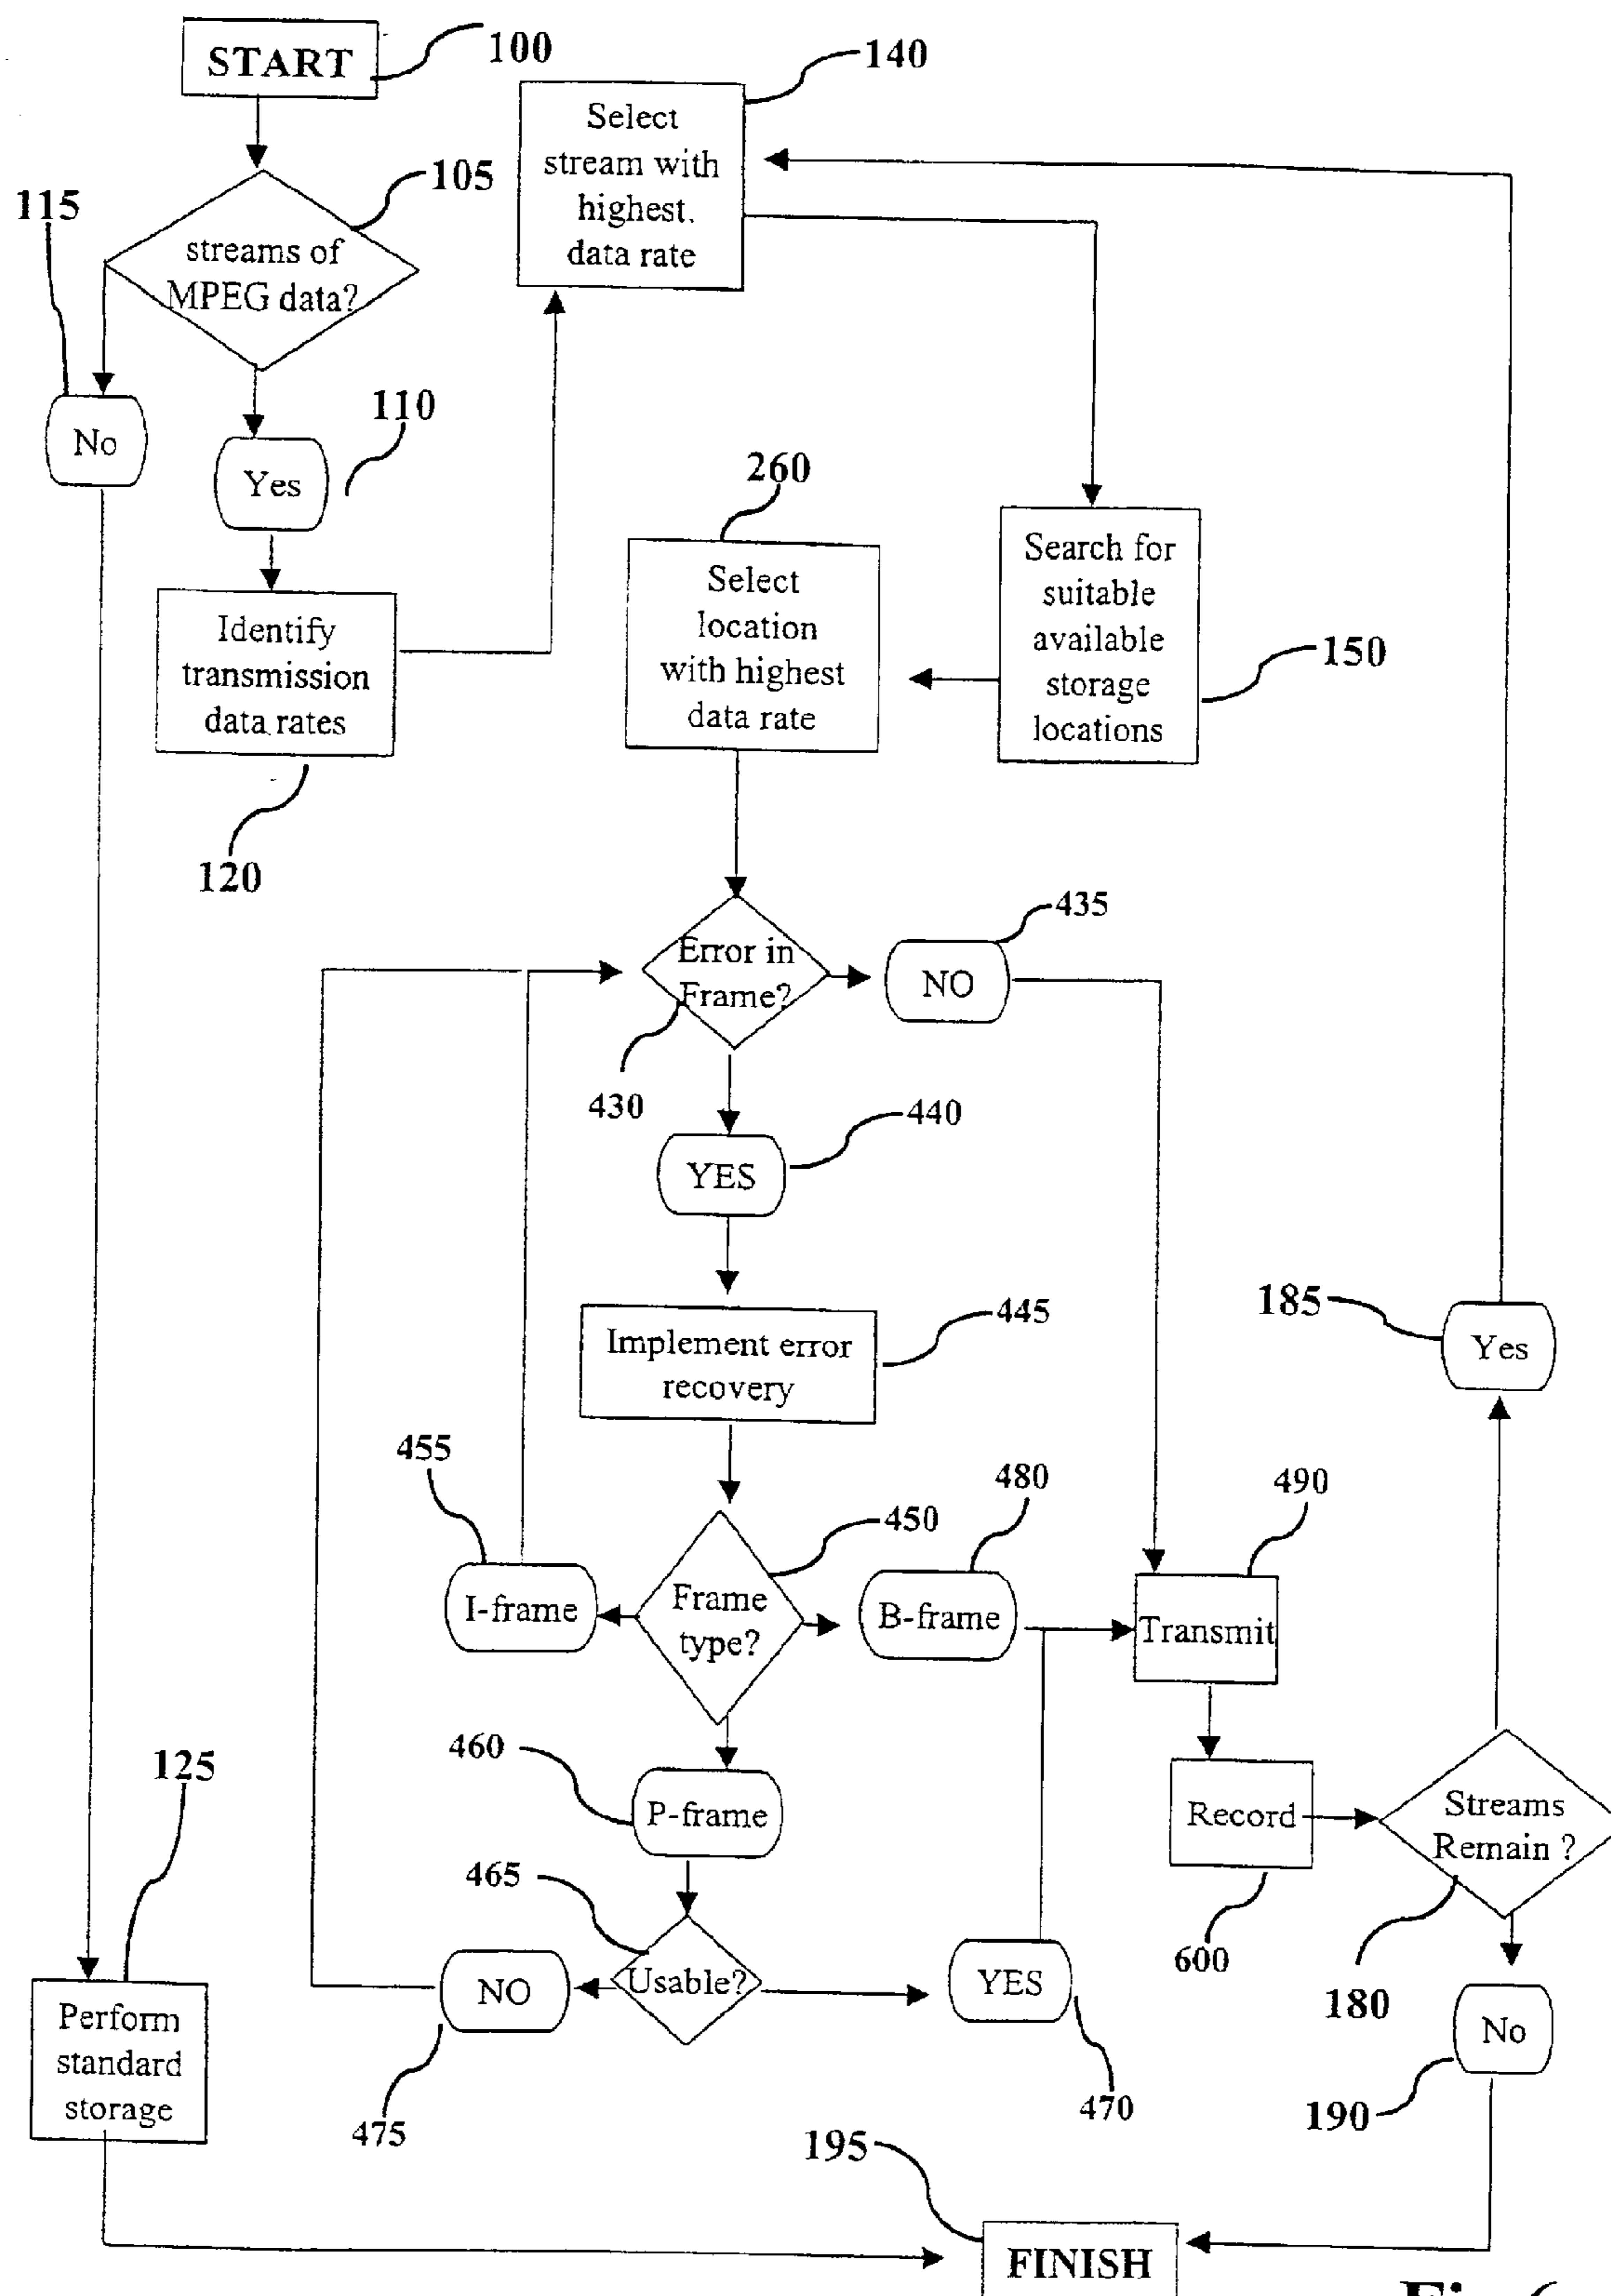 START
100
140
Select
stream with
highest.
data rate
105
115
streams of
MPEG data?
No
110
Yes
260
Select
location
with highest
data rate
Search for
suitable
available
storage
locations
150
Identify
transmission
data rates
120
435
Error in
Frame?
NO
430
440
YES
185
Yes
445
Implement error
recovery
455
480
490
450
I-frame
Frame
type?
B-frame
Transmit
125
460
P-frame
Record
Streams
Remain ?
465
600
180
Usable?
NO
YES
No
Perform
standard
storage
475
470
190
195
FINISH